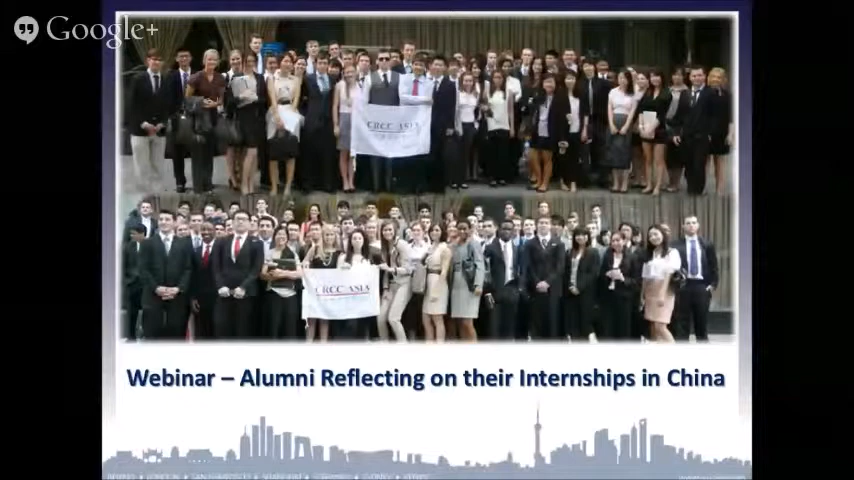 Google+
CRCC ASIA
CRCC ASIA
Webinar – Alumni Reflecting on their Internships in China